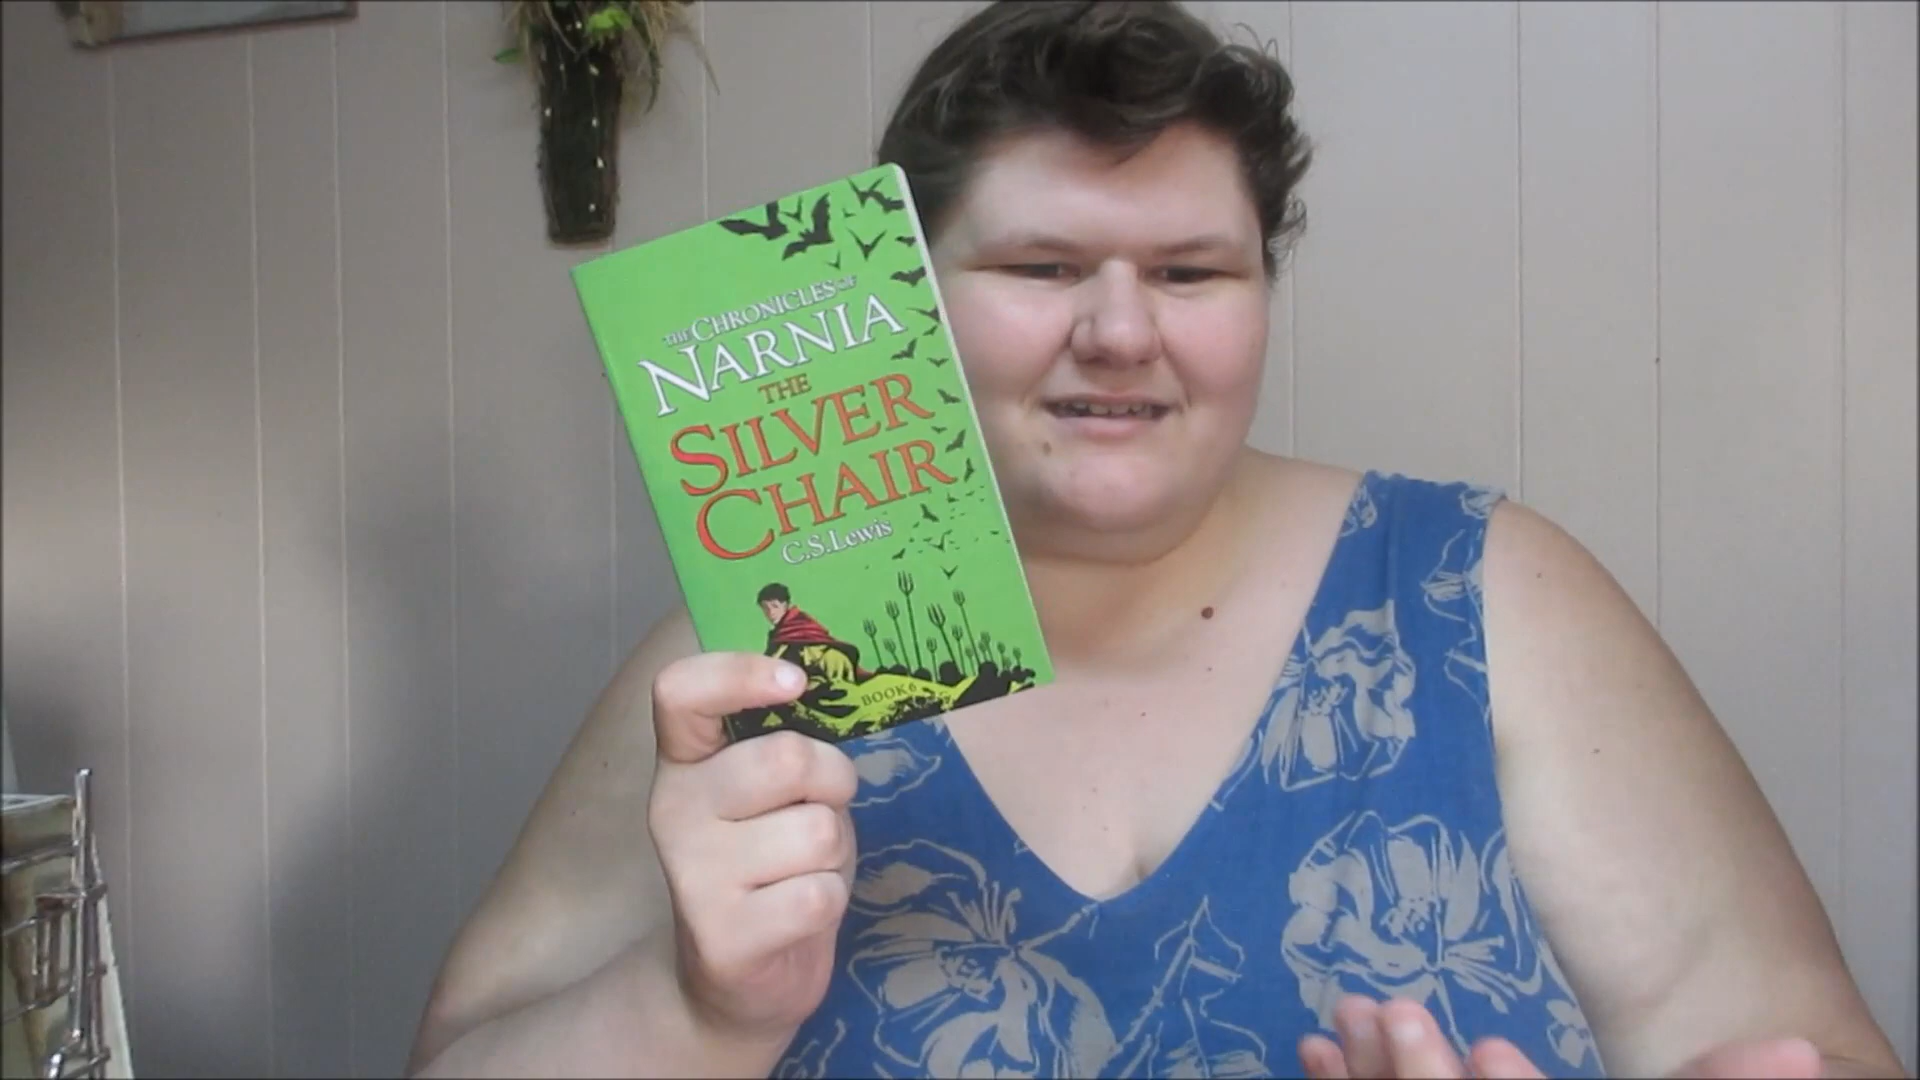 THE CHRONICLES OF
NARNIA
THE
SILVER
CHAIR
C.S.Lewis
BOOK 6